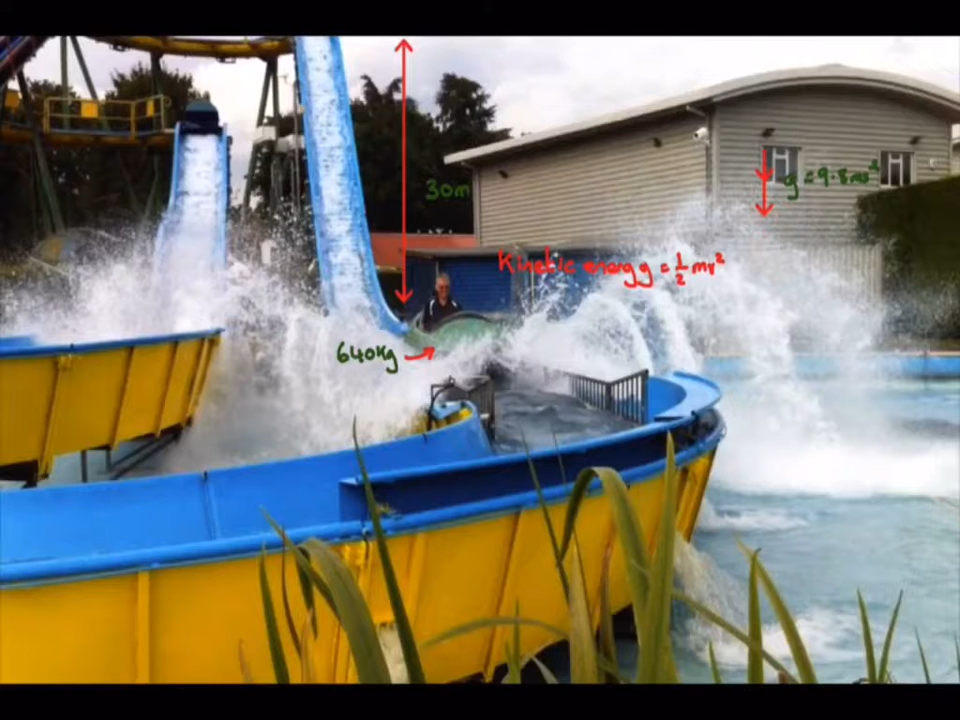 30m
g = 9.8ms⁻²
Kinetic energy = ½mv²
640kg